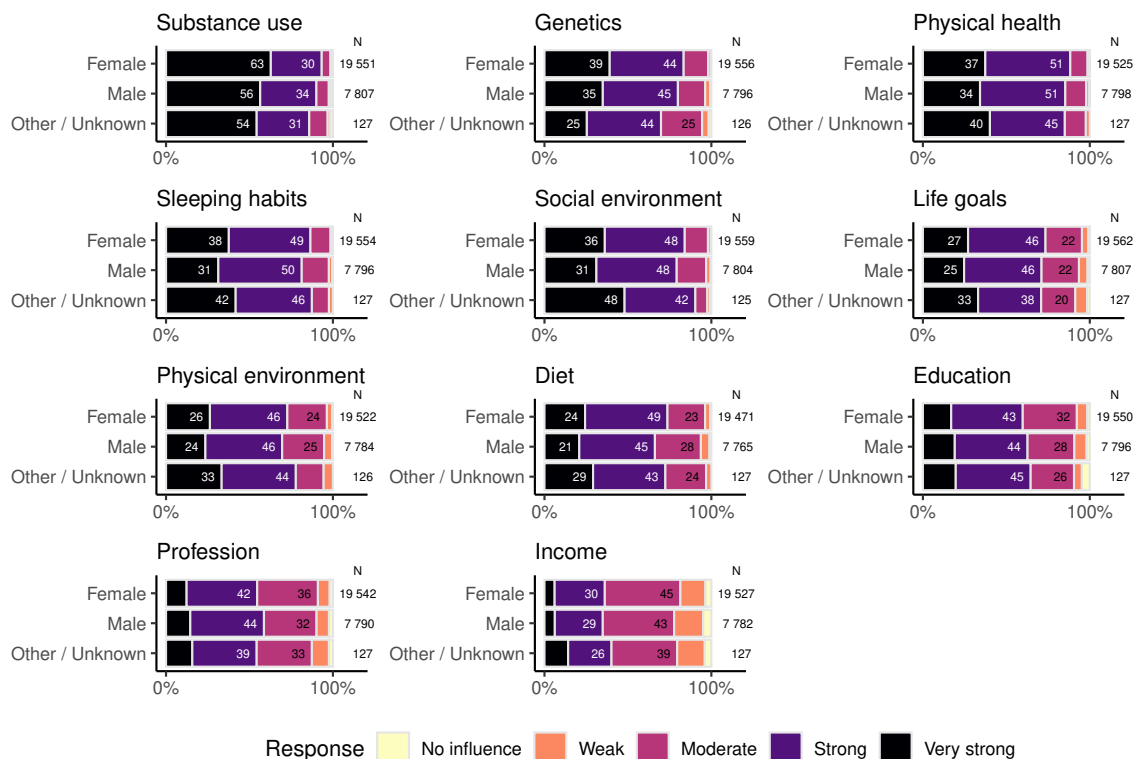 Substance use
N
Female 63 30 19 551
Male 56 34 7 807
Other / Unknown 54 31 127
0% 100%
Genetics
N
39 44 19 556
35 45 7 796
25 44 25 126
0% 100%
Physical health
N
37 51 19 525
34 51 7 798
40 45 127
0% 100%
Sleeping habits
N
Female 38 49 19 554
Male 31 50 7 796
Other / Unknown 42 46 127
0% 100%
Social environment
N
Female 36 48 19 559
Male 31 48 7 804
Other / Unknown 48 42 125
0% 100%
Life goals
N
Female 27 46 22 19 562
Male 25 46 22 7 807
Other / Unknown 33 38 20 127
0% 100%
Physical environment
N
Female 26 46 24 19 522
Male 24 46 25 7 784
Other / Unknown 33 44 126
0% 100%
Diet
N
Female 24 49 23 19 471
Male 21 45 28 7 765
Other / Unknown 29 43 24 127
0% 100%
Education
N
Female 43 32 19 550
Male 44 28 7 796
Other / Unknown 45 26 127
0% 100%
Profession
N
Female 42 36 19 542
Male 44 32 7 790
Other / Unknown 39 33 127
0% 100%
Income
N
Female 30 45 19 527
Male 29 43 7 782
Other / Unknown 26 39 127
0% 100%
Response No influence Weak Moderate Strong Very strong